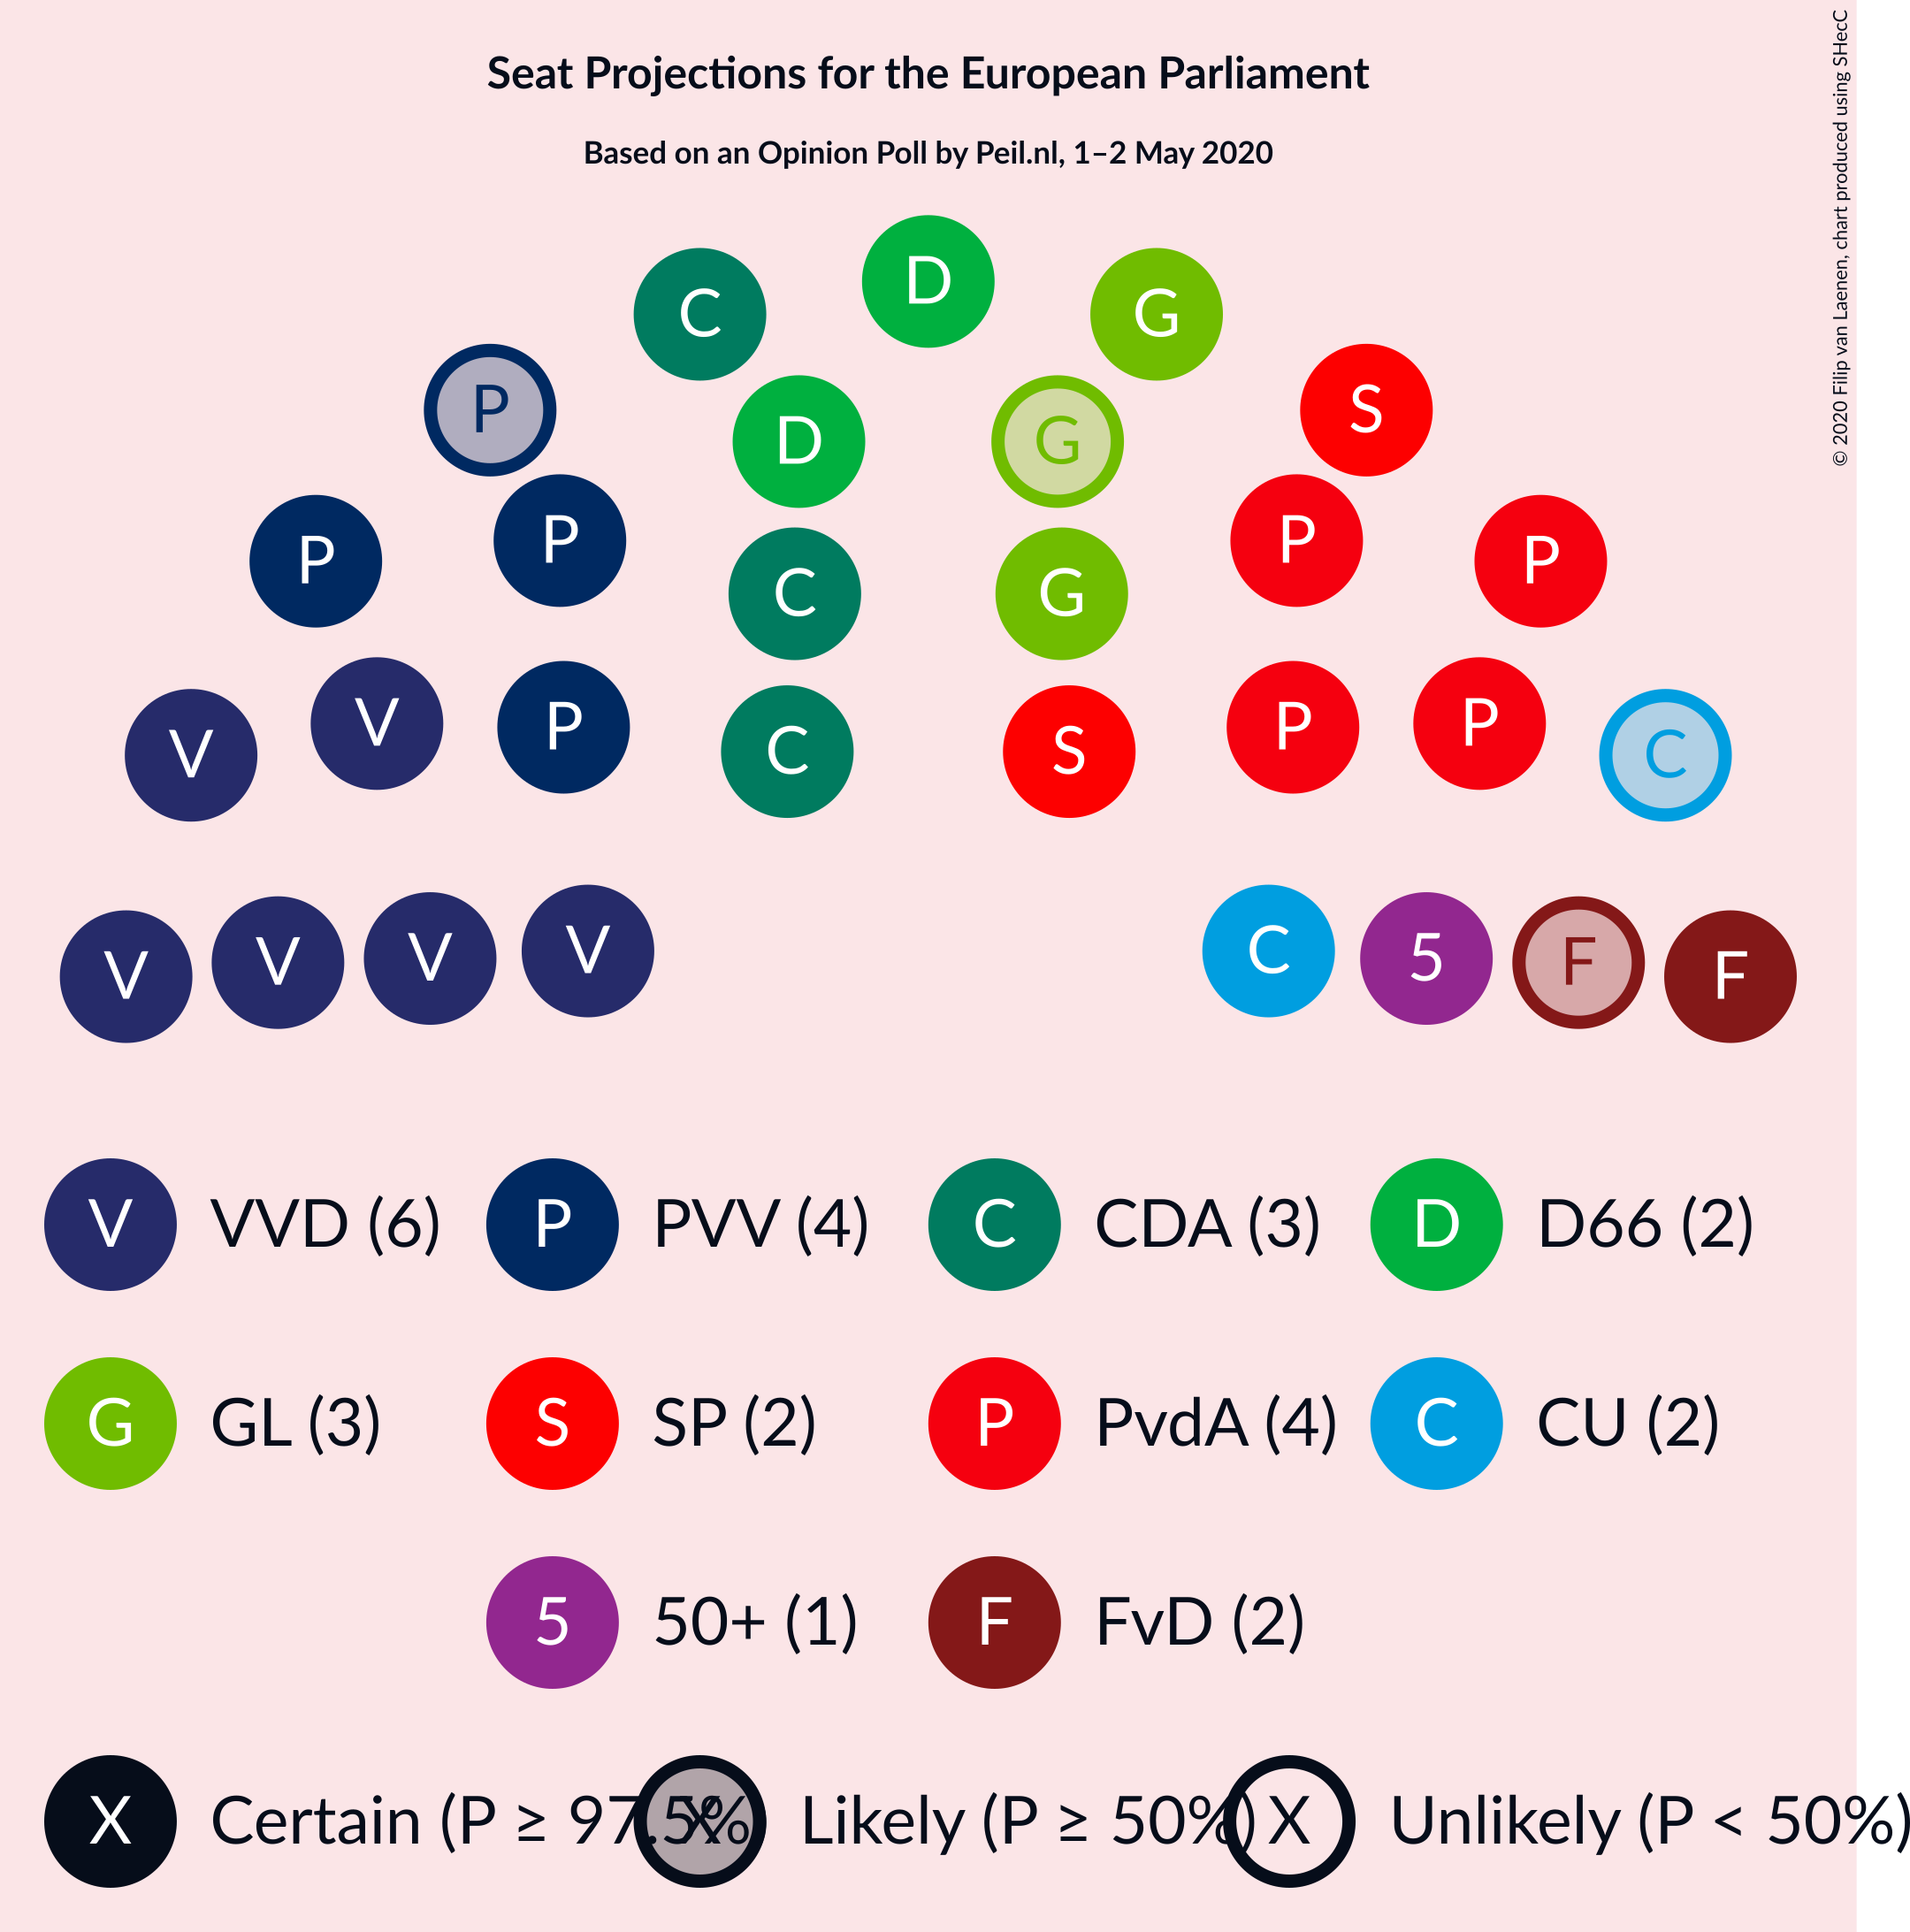 Seat Projections for the European Parliament
Based on an Opinion Poll by Peil.nl, 1–2 May 2020
© 2020 Filip van Laenen, chart produced using SHecC
D
C G
P S
D G
P P
P P
C G
V P P P
V C S C
V V V V C 5 F F
V VVD (6) P PVV (4) C CDA (3) D D66 (2)
G GL (3) S SP (2) P PvdA (4) C CU (2)
5 50+ (1) F FvD (2)
X Certain (P ≥ 97.5% X Likely (P ≥ 50%) X Unlikely (P < 50%)